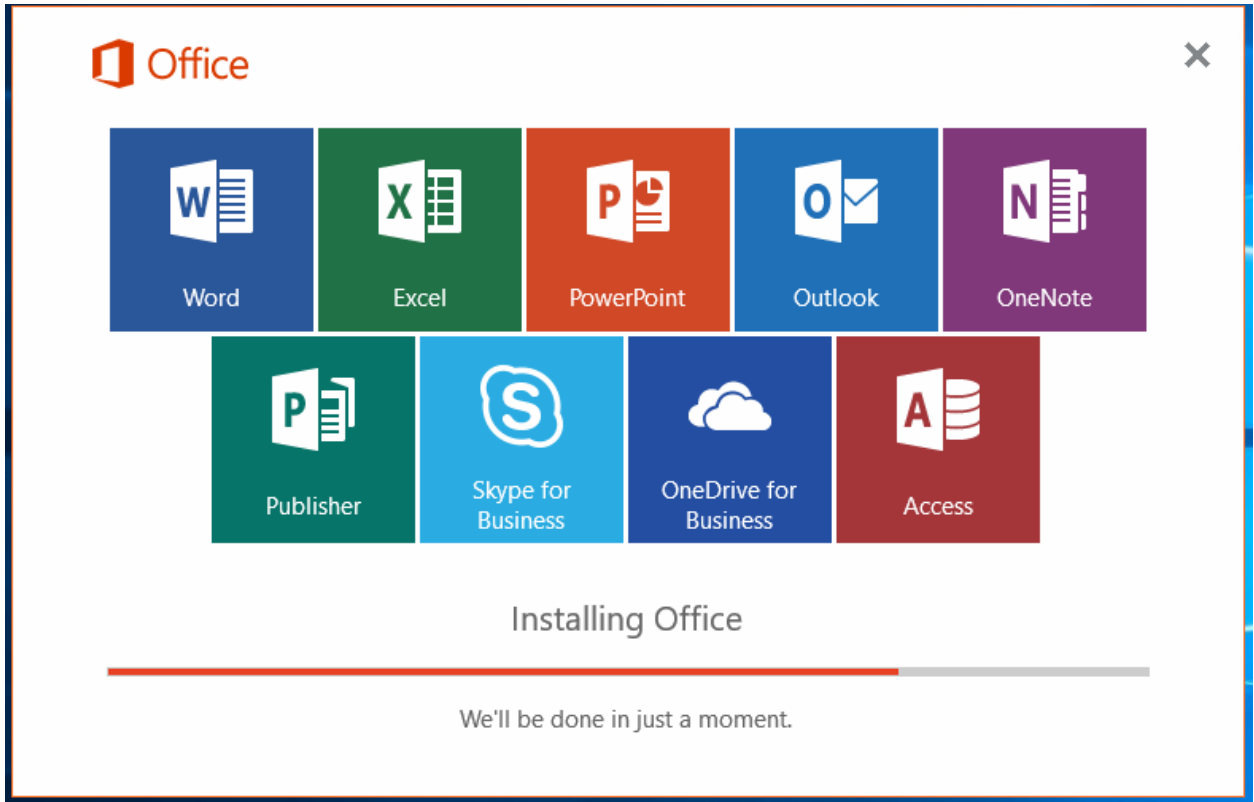 Office
Word Excel PowerPoint Outlook OneNote
Publisher Skype for Business OneDrive for Business Access
Installing Office
We'll be done in just a moment.